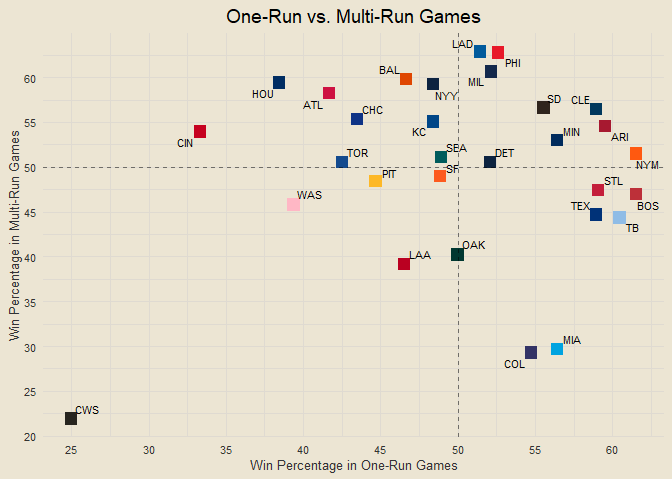 One-Run vs. Multi-Run Games
Win Percentage in Multi-Run Games
60
55
50
45
40
35
30
25
20
LAD
PHI
BAL
MIL
HOU
NYY
ATL
SD
CLE
CHC
KC
MIN
ARI
CIN
TOR
SEA
DET
NYM
PIT
SF
STL
WAS
TEX
BOS
TB
LAA
OAK
MIA
COL
CWS
25
30
35
40
45
50
55
60
Win Percentage in One-Run Games